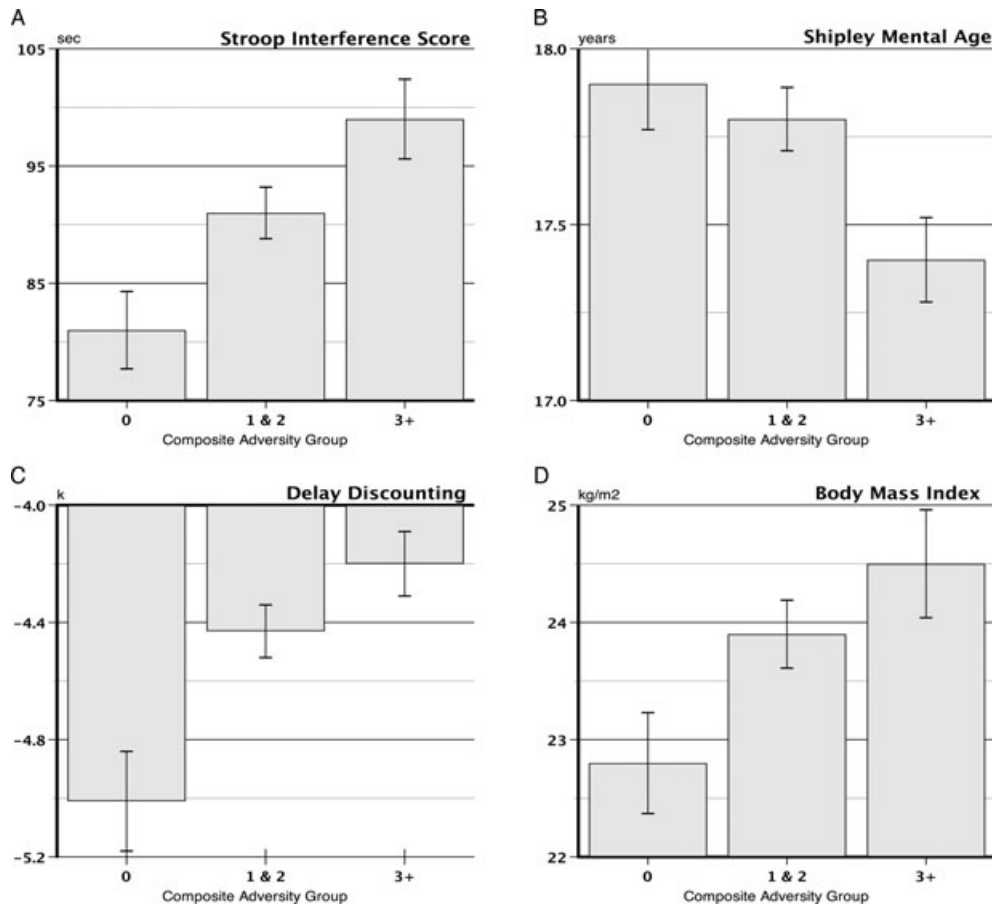 A
sec
Stroop Interference Score
105
95
85
75
0
1 & 2
3+
Composite Adversity Group
B
years
Shipley Mental Age
18.0
17.5
17.0
0
1 & 2
3+
Composite Adversity Group
C
k
Delay Discounting
-4.0
-4.4
-4.8
-5.2
0
1 & 2
3+
Composite Adversity Group
D
kg/m2
Body Mass Index
25
24
23
22
0
1 & 2
3+
Composite Adversity Group